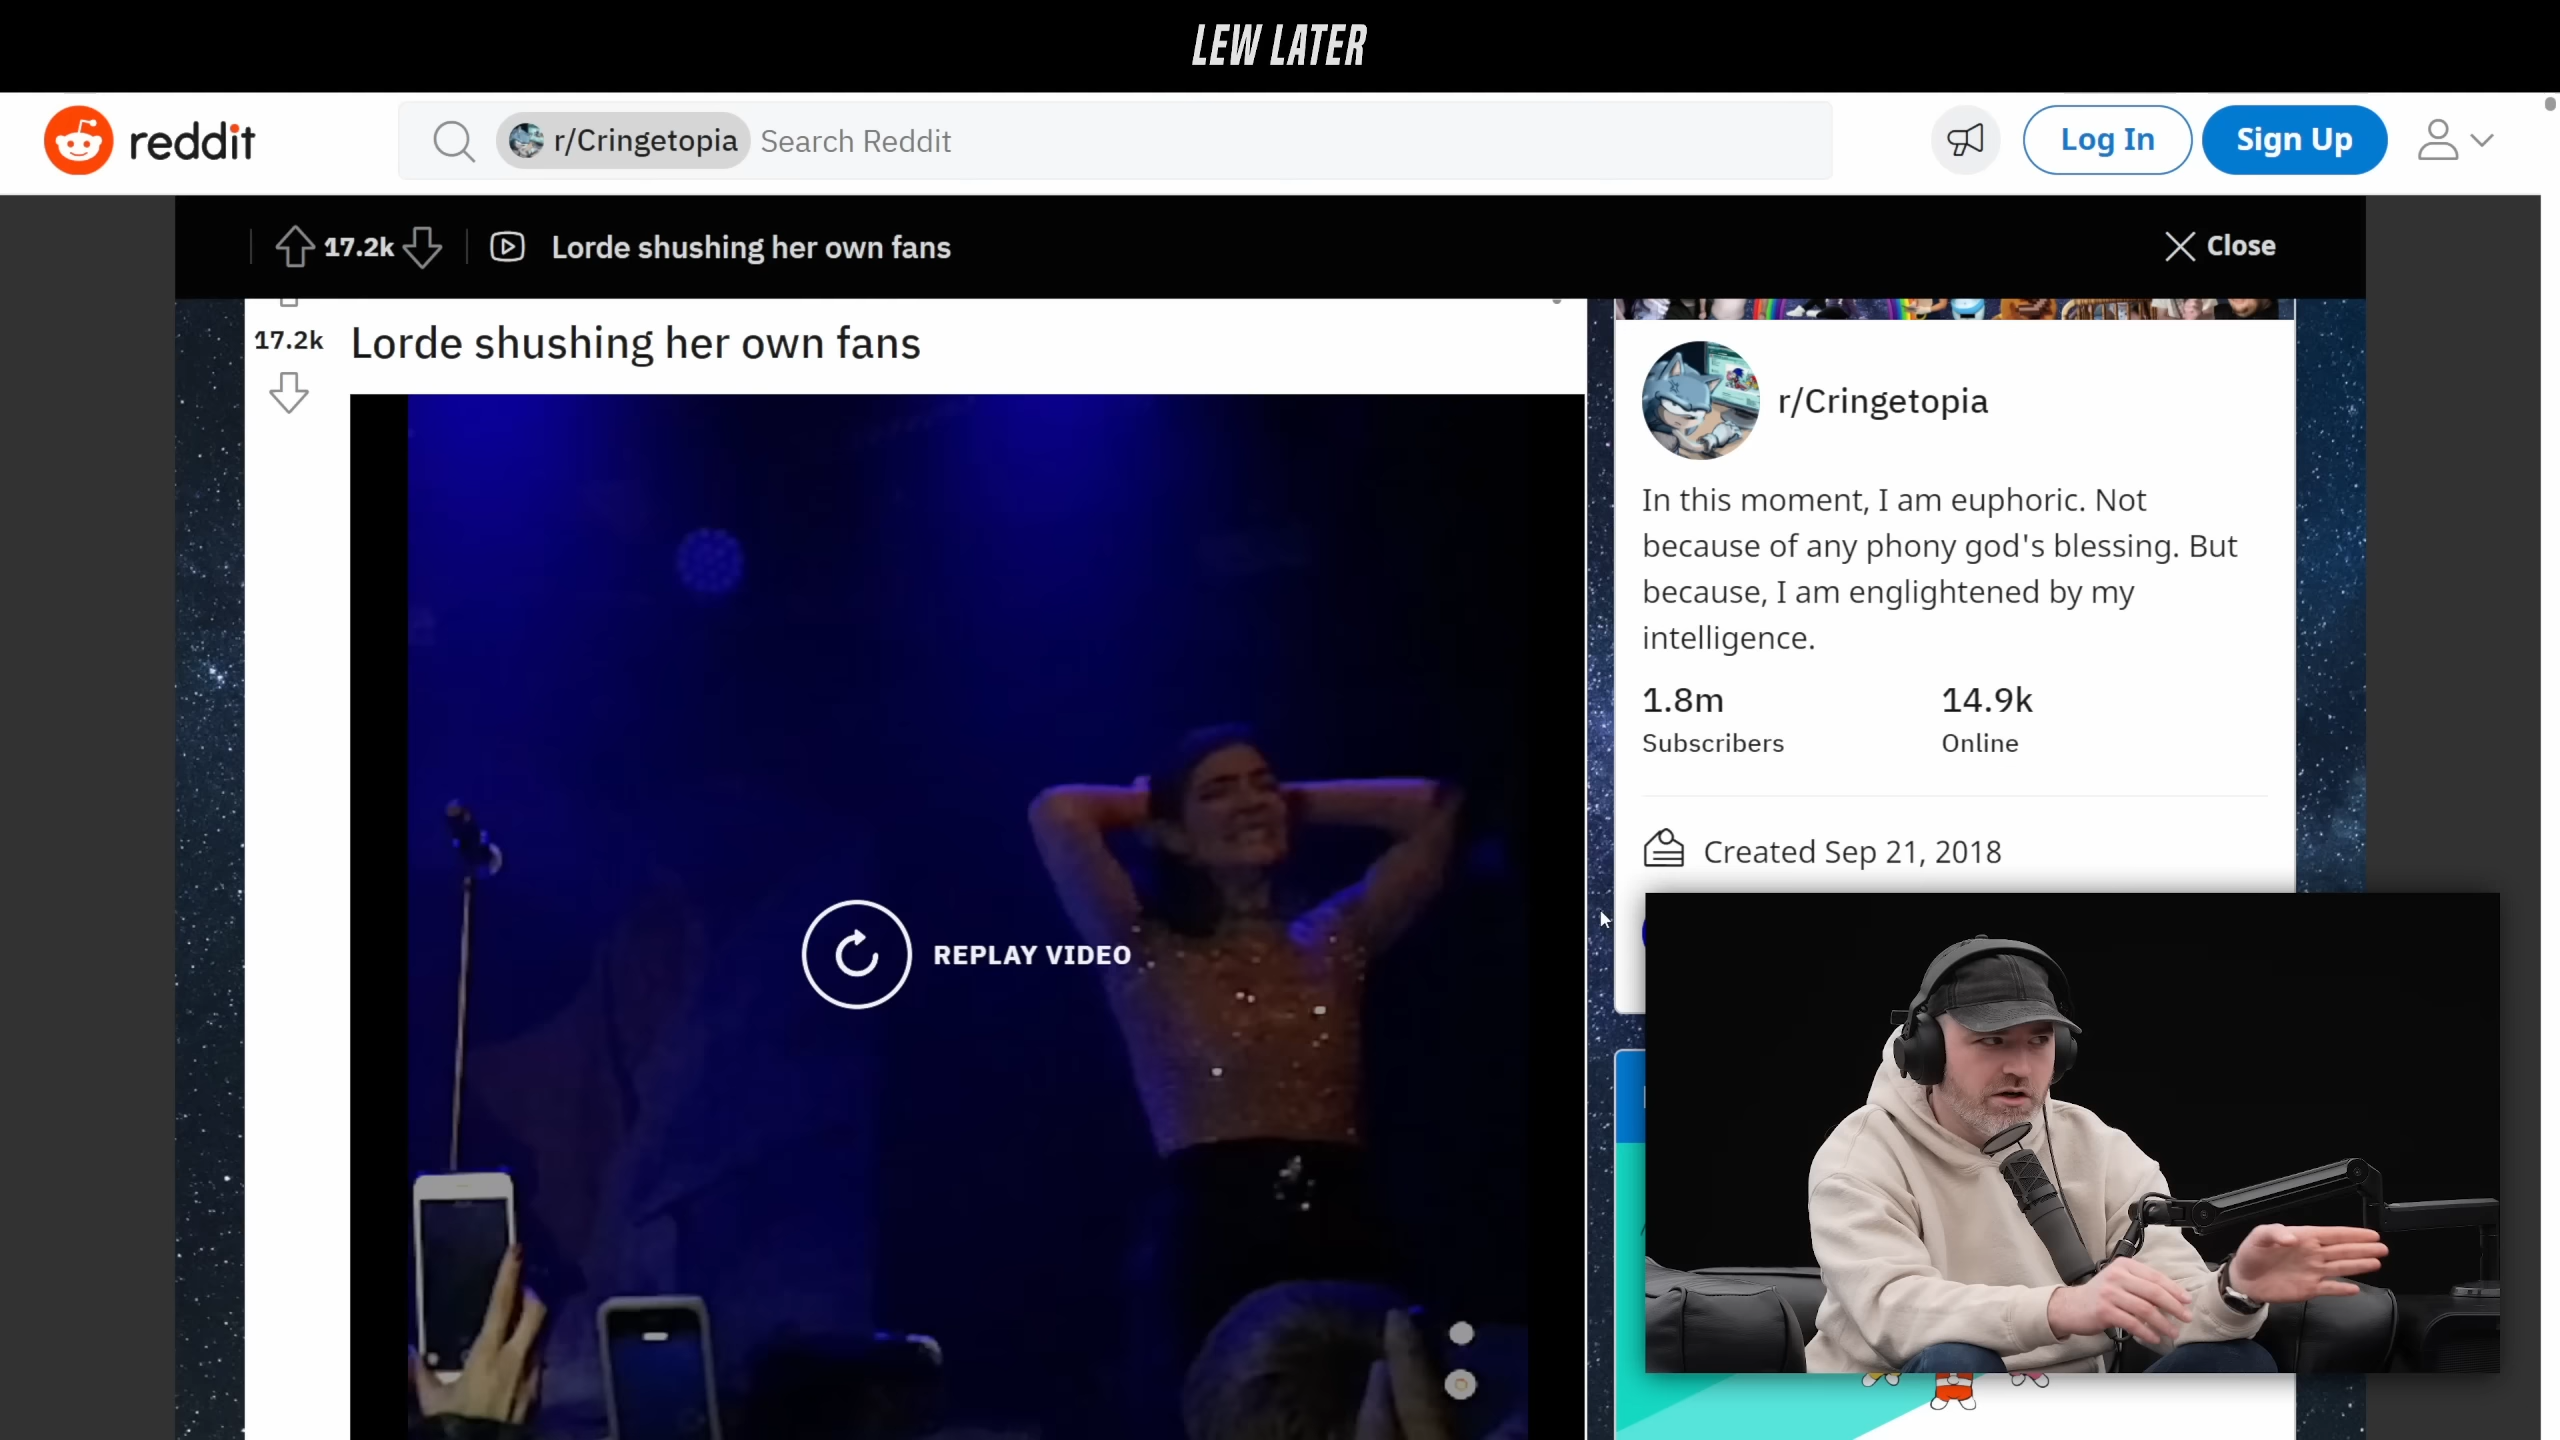 LEW LATER
reddit
r/Cringetopia Search Reddit
Log In
Sign Up
17.2k
Lorde shushing her own fans
Close
17.2k
Lorde shushing her own fans
r/Cringetopia
In this moment, I am euphoric. Not
because of any phony god's blessing. But
because, I am englightened by my
intelligence.
1.8m
14.9k
Subscribers
Online
Created Sep 21, 2018
REPLAY VIDEO